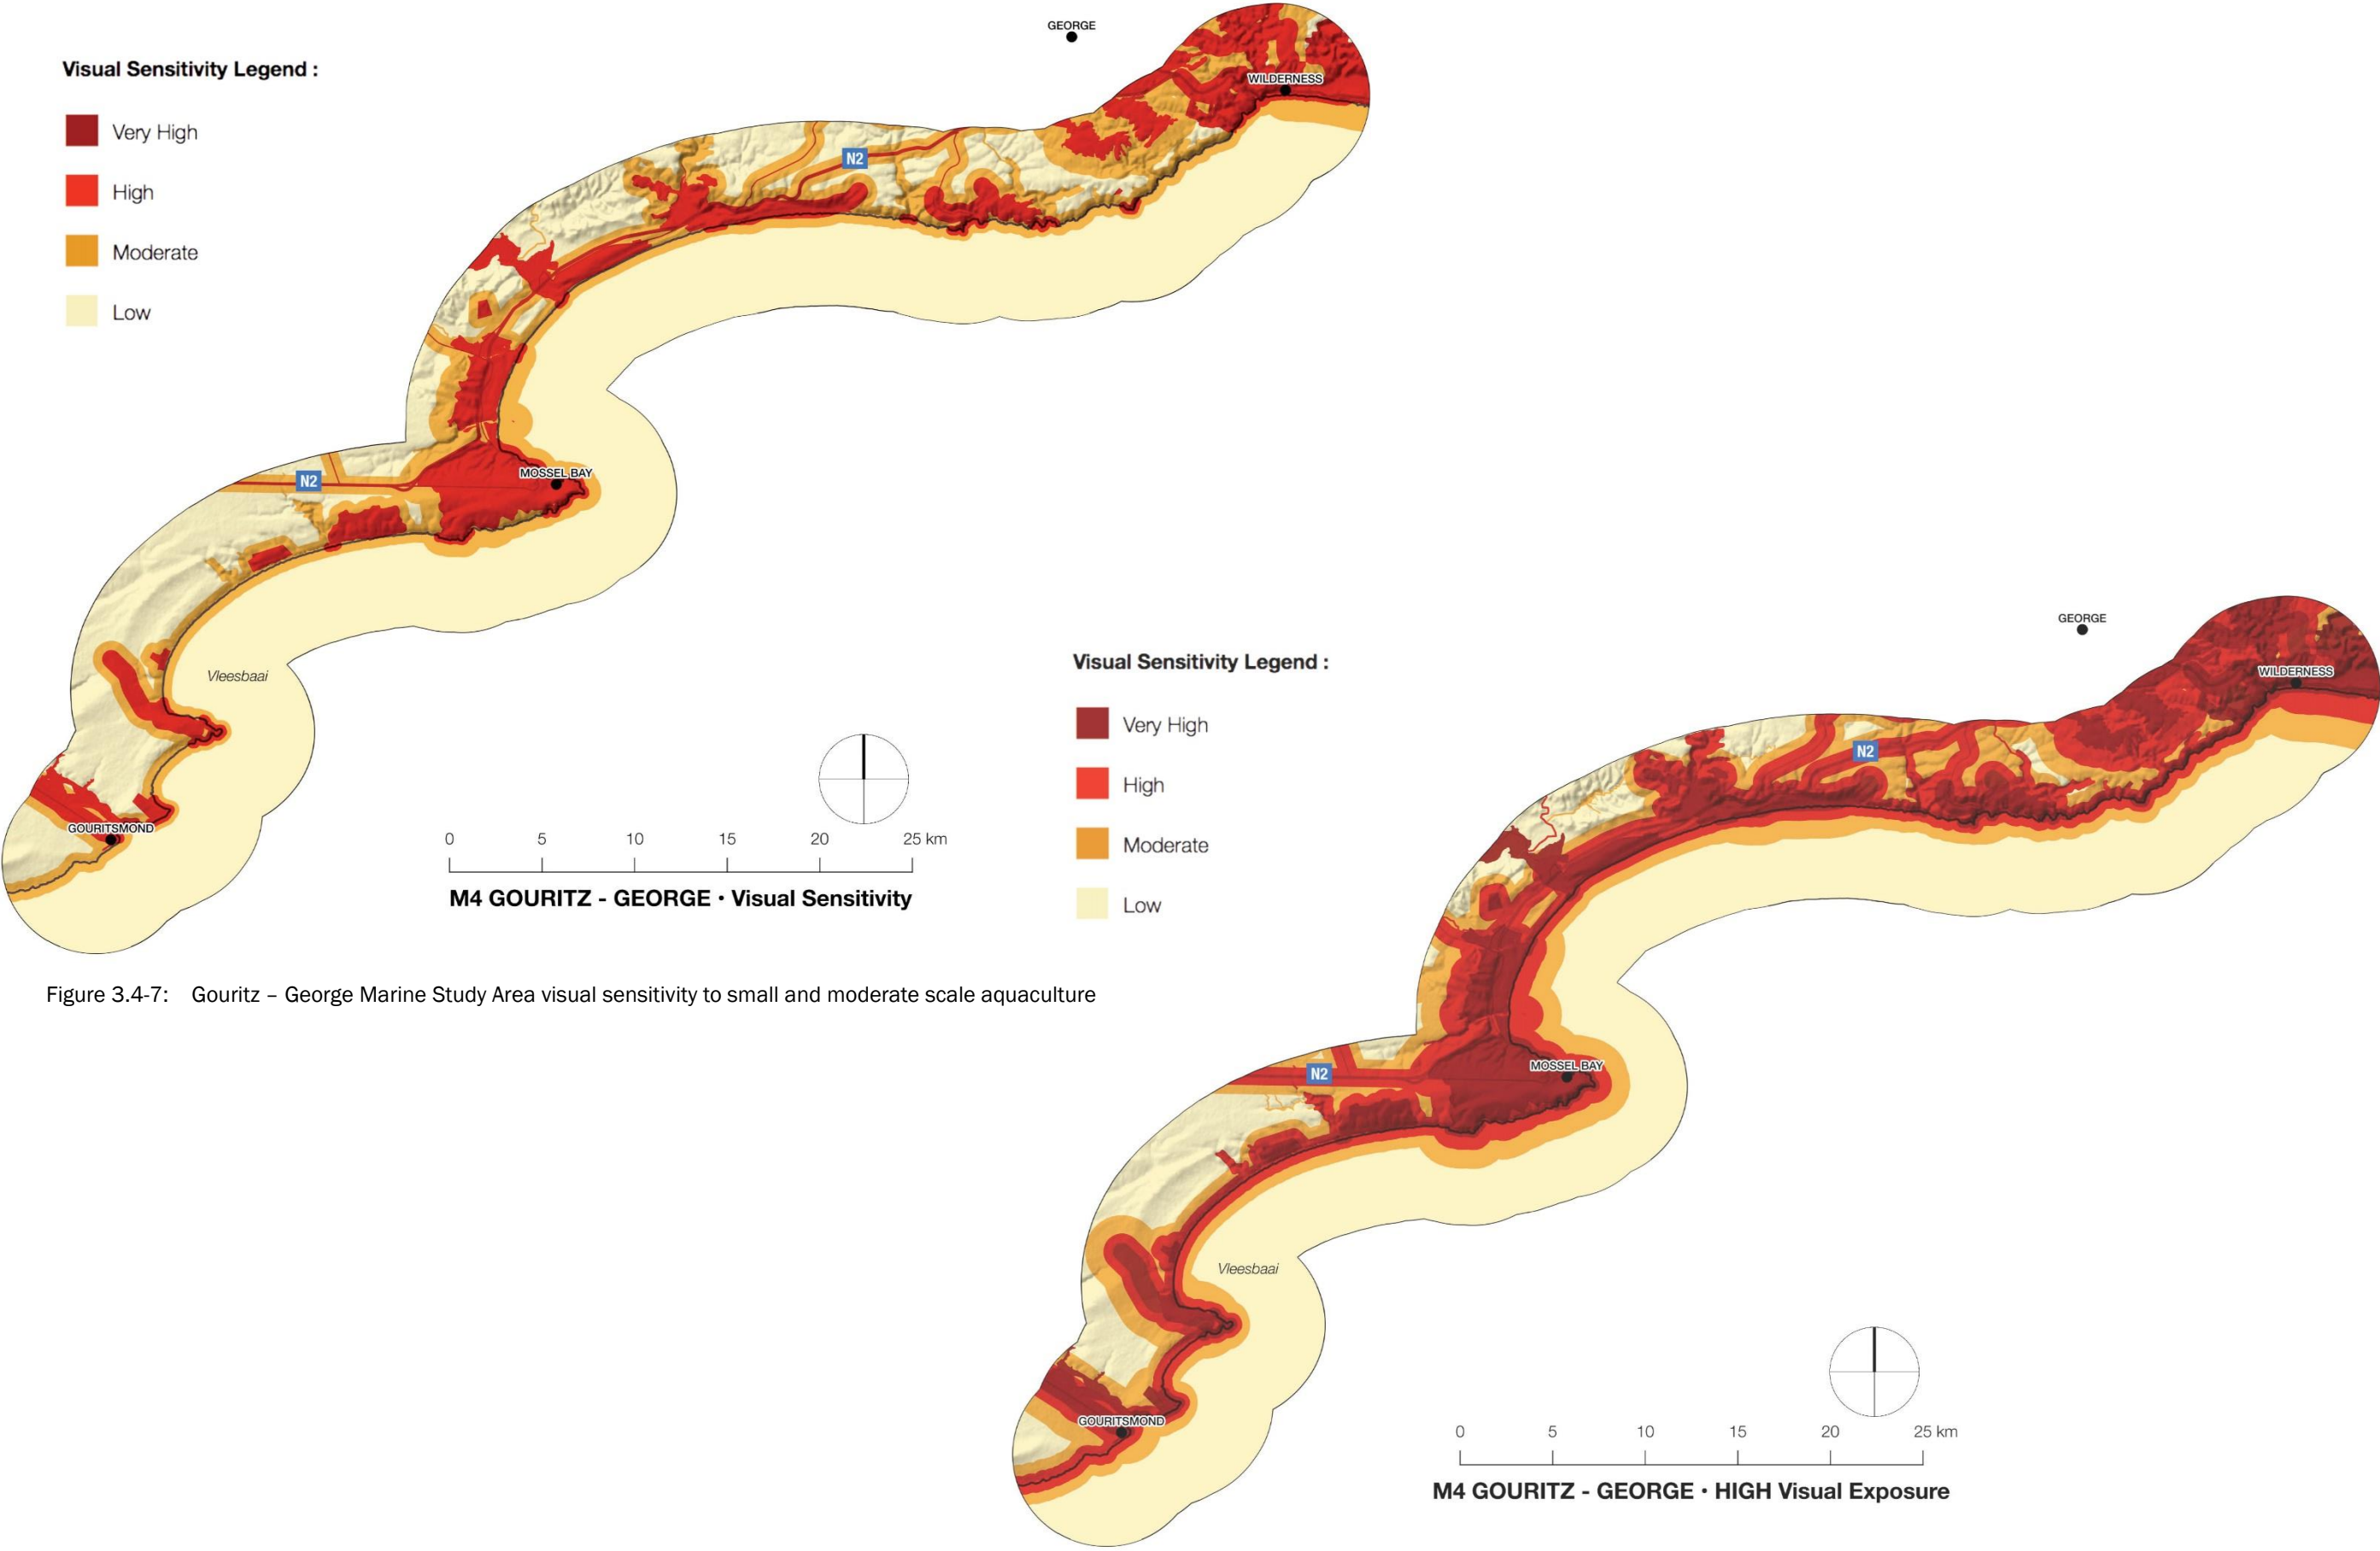 GEORGE
Visual Sensitivity Legend :
WILDERNESS
Very High
N2
High
Moderate
Low
MOSSEL BAY
N2
Vleesbaai
GOURITSMOND
0 5 10 15 20 25 km
M4 GOURITZ - GEORGE • Visual Sensitivity
Figure 3.4-7: Gouritz – George Marine Study Area visual sensitivity to small and moderate scale aquaculture
GEORGE
Visual Sensitivity Legend :
WILDERNESS
Very High
N2
High
Moderate
Low
MOSSEL BAY
N2
Vleesbaai
GOURITSMOND
0 5 10 15 20 25 km
M4 GOURITZ - GEORGE • HIGH Visual Exposure